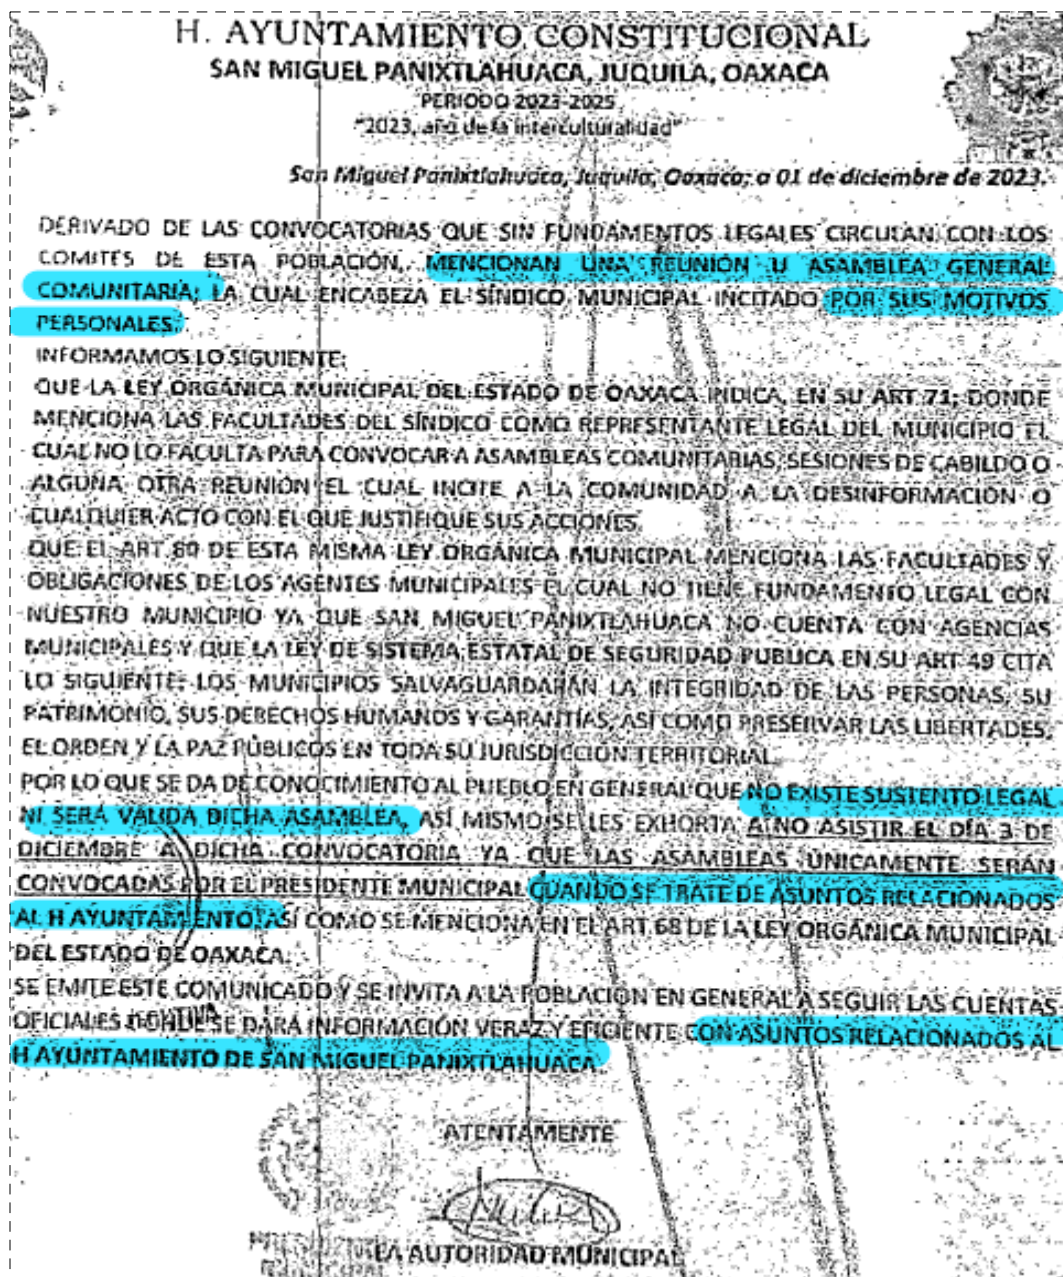 H. AYUNTAMIENTO CONSTITUCIONAL
SAN MIGUEL PANIXTLAHUACA, JUQUILA, OAXACA
PERIODO 2023-2025
"2023, año de la interculturalidad"
San Miguel Panixtlahuaca, Juquila, Oaxaca; a 01 de diciembre de 2023.
DERIVADO DE LAS CONVOCATORIAS QUE SIN FUNDAMENTOS LEGALES CIRCULAN CON LOS
COMITÉS DE ESTA POBLACIÓN, MENCIONAN UNA REUNIÓN U ASAMBLEA GENERAL
COMUNITARIA; LA CUAL ENCABEZA EL SÍNDICO MUNICIPAL INCITADO POR SUS MOTIVOS
PERSONALES.
INFORMAMOS LO SIGUIENTE:
QUE LA LEY ORGÁNICA MUNICIPAL DEL ESTADO DE OAXACA INDICA, EN SU ART 71; DONDE
MENCIONA LAS FACULTADES DEL SÍNDICO COMO REPRESENTANTE LEGAL DEL MUNICIPIO EL
CUAL NO LO FACULTA PARA CONVOCAR A ASAMBLEAS COMUNITARIAS, SESIONES DE CABILDO O
ALGUNA OTRA REUNIÓN EL CUAL INCITE A LA COMUNIDAD A LA DESINFORMACIÓN O
CUALQUIER ACTO CON EL QUE JUSTIFIQUE SUS ACCIONES.
QUE EL ART 80 DE ESTA MISMA LEY ORGÁNICA MUNICIPAL MENCIONA LAS FACULTADES Y
OBLIGACIONES DE LOS AGENTES MUNICIPALES EL CUAL NO TIENE FUNDAMENTO LEGAL CON
NUESTRO MUNICIPIO YA QUE SAN MIGUEL PANIXTLAHUACA NO CUENTA CON AGENCIAS
MUNICIPALES Y QUE LA LEY DE SISTEMA ESTATAL DE SEGURIDAD PUBLICA EN SU ART 49 CITA
LO SIGUIENTE: LOS MUNICIPIOS SALVAGUARDARÁN LA INTEGRIDAD DE LAS PERSONAS, SU
PATRIMONIO, SUS DERECHOS HUMANOS Y GARANTÍAS, ASÍ COMO PRESERVAR LAS LIBERTADES,
EL ORDEN Y LA PAZ PÚBLICOS EN TODA SU JURISDICCIÓN TERRITORIAL.
POR LO QUE SE DA DE CONOCIMIENTO AL PUEBLO EN GENERAL QUE NO EXISTE SUSTENTO LEGAL
NI SERÁ VALIDA DICHA ASAMBLEA, ASÍ MISMO SE LES EXHORTA A NO ASISTIR EL DÍA 3 DE
DICIEMBRE A DICHA CONVOCATORIA YA QUE LAS ASAMBLEAS ÚNICAMENTE SERÁN
CONVOCADAS POR EL PRESIDENTE MUNICIPAL CUANDO SE TRATE DE ASUNTOS RELACIONADOS
AL H AYUNTAMIENTO, ASÍ COMO SE MENCIONA EN EL ART 68 DE LA LEY ORGÁNICA MUNICIPAL
DEL ESTADO DE OAXACA.
SE EMITE ESTE COMUNICADO Y SE INVITA A LA POBLACIÓN EN GENERAL A SEGUIR LAS CUENTAS
OFICIALES DONDE SE DARÁ INFORMACIÓN VERAZ Y EFICIENTE CON ASUNTOS RELACIONADOS AL
H AYUNTAMIENTO DE SAN MIGUEL PANIXTLAHUACA
ATENTAMENTE
LA AUTORIDAD MUNICIPAL